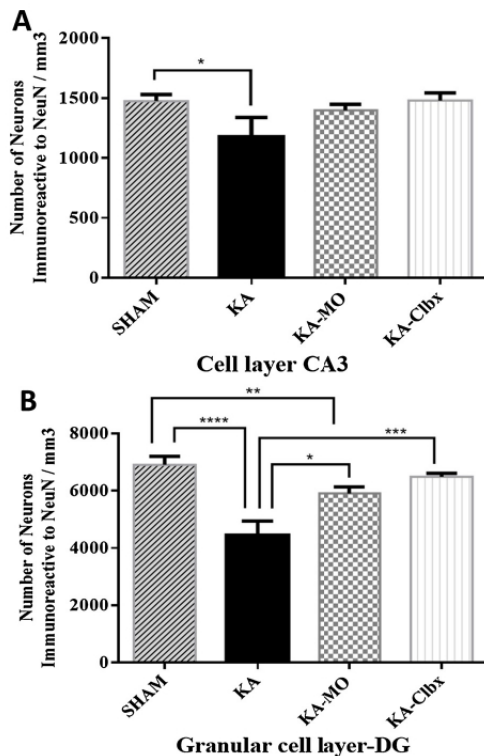 A
Number of Neurons
Immunoreactive to NeuN / mm3
2000
1500
1000
500
0
*
SHAM
KA
KA-MO
KA-Clbx
Cell layer CA3
B
Number of Neurons
Immunoreactive to NeuN / mm3
8000
6000
4000
2000
0
**
****
***
*
SHAM
KA
KA-MO
KA-Clbx
Granular cell layer-DG